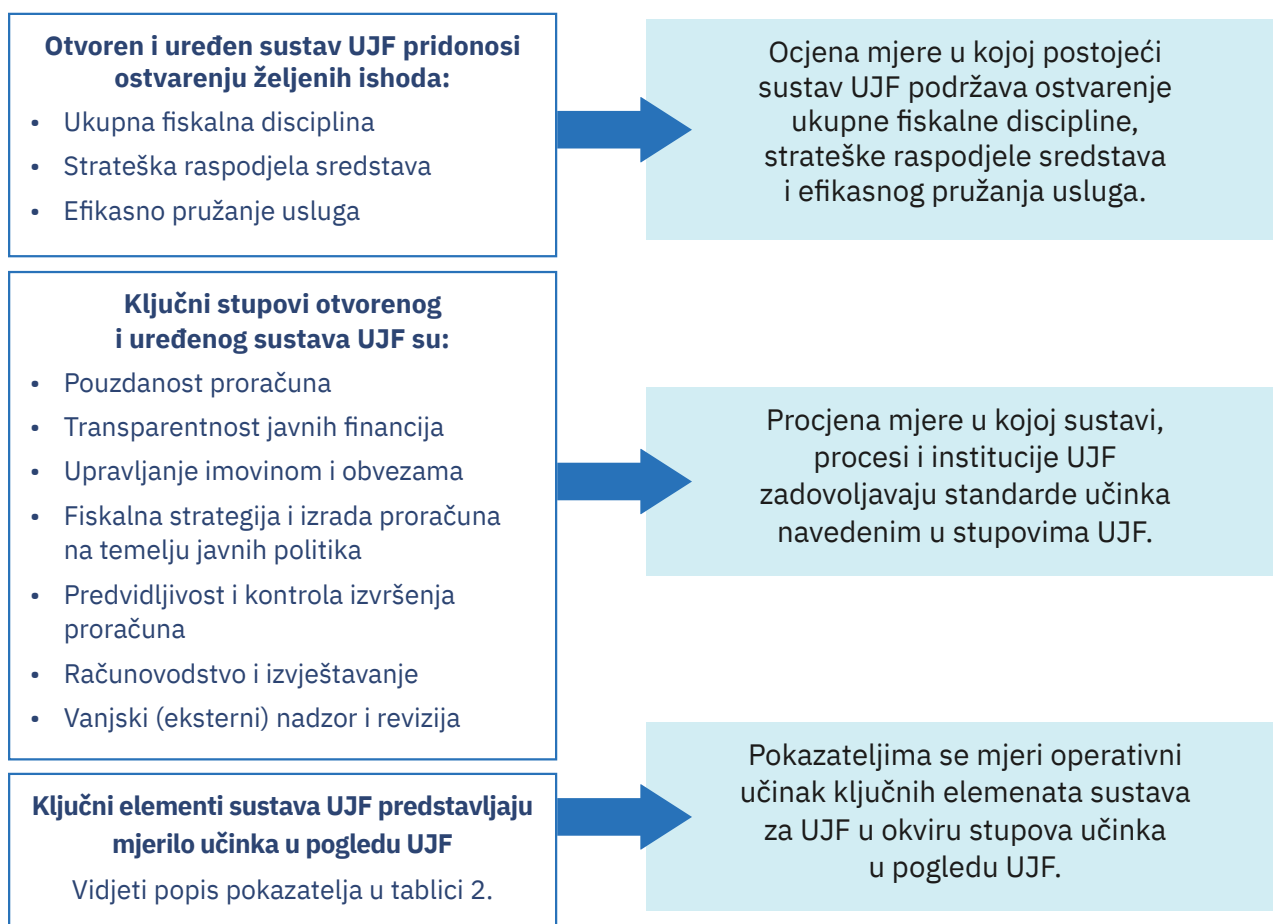 Otvoren i uređen sustav UJF pridonosi
ostvarenju željenih ishoda:
• Ukupna fiskalna disciplina
• Strateška raspodjela sredstava
• Efikasno pružanje usluga
Ocjena mjere u kojoj postojeći
sustav UJF podržava ostvarenje
ukupne fiskalne discipline,
strateške raspodjele sredstava
i efikasnog pružanja usluga.
Ključni stupovi otvorenog
i uređenog sustava UJF su:
• Pouzdanost proračuna
• Transparentnost javnih financija
• Upravljanje imovinom i obvezama
• Fiskalna strategija i izrada proračuna
na temelju javnih politika
• Predvidljivost i kontrola izvršenja
proračuna
• Računovodstvo i izvještavanje
• Vanjski (eksterni) nadzor i revizija
Procjena mjere u kojoj sustavi,
procesi i institucije UJF
zadovoljavaju standarde učinka
navedenim u stupovima UJF.
Ključni elementi sustava UJF predstavljaju
mjerilo učinka u pogledu UJF
Vidjeti popis pokazatelja u tablici 2.
Pokazateljima se mjeri operativni
učinak ključnih elemenata sustava
za UJF u okviru stupova učinka
u pogledu UJF.